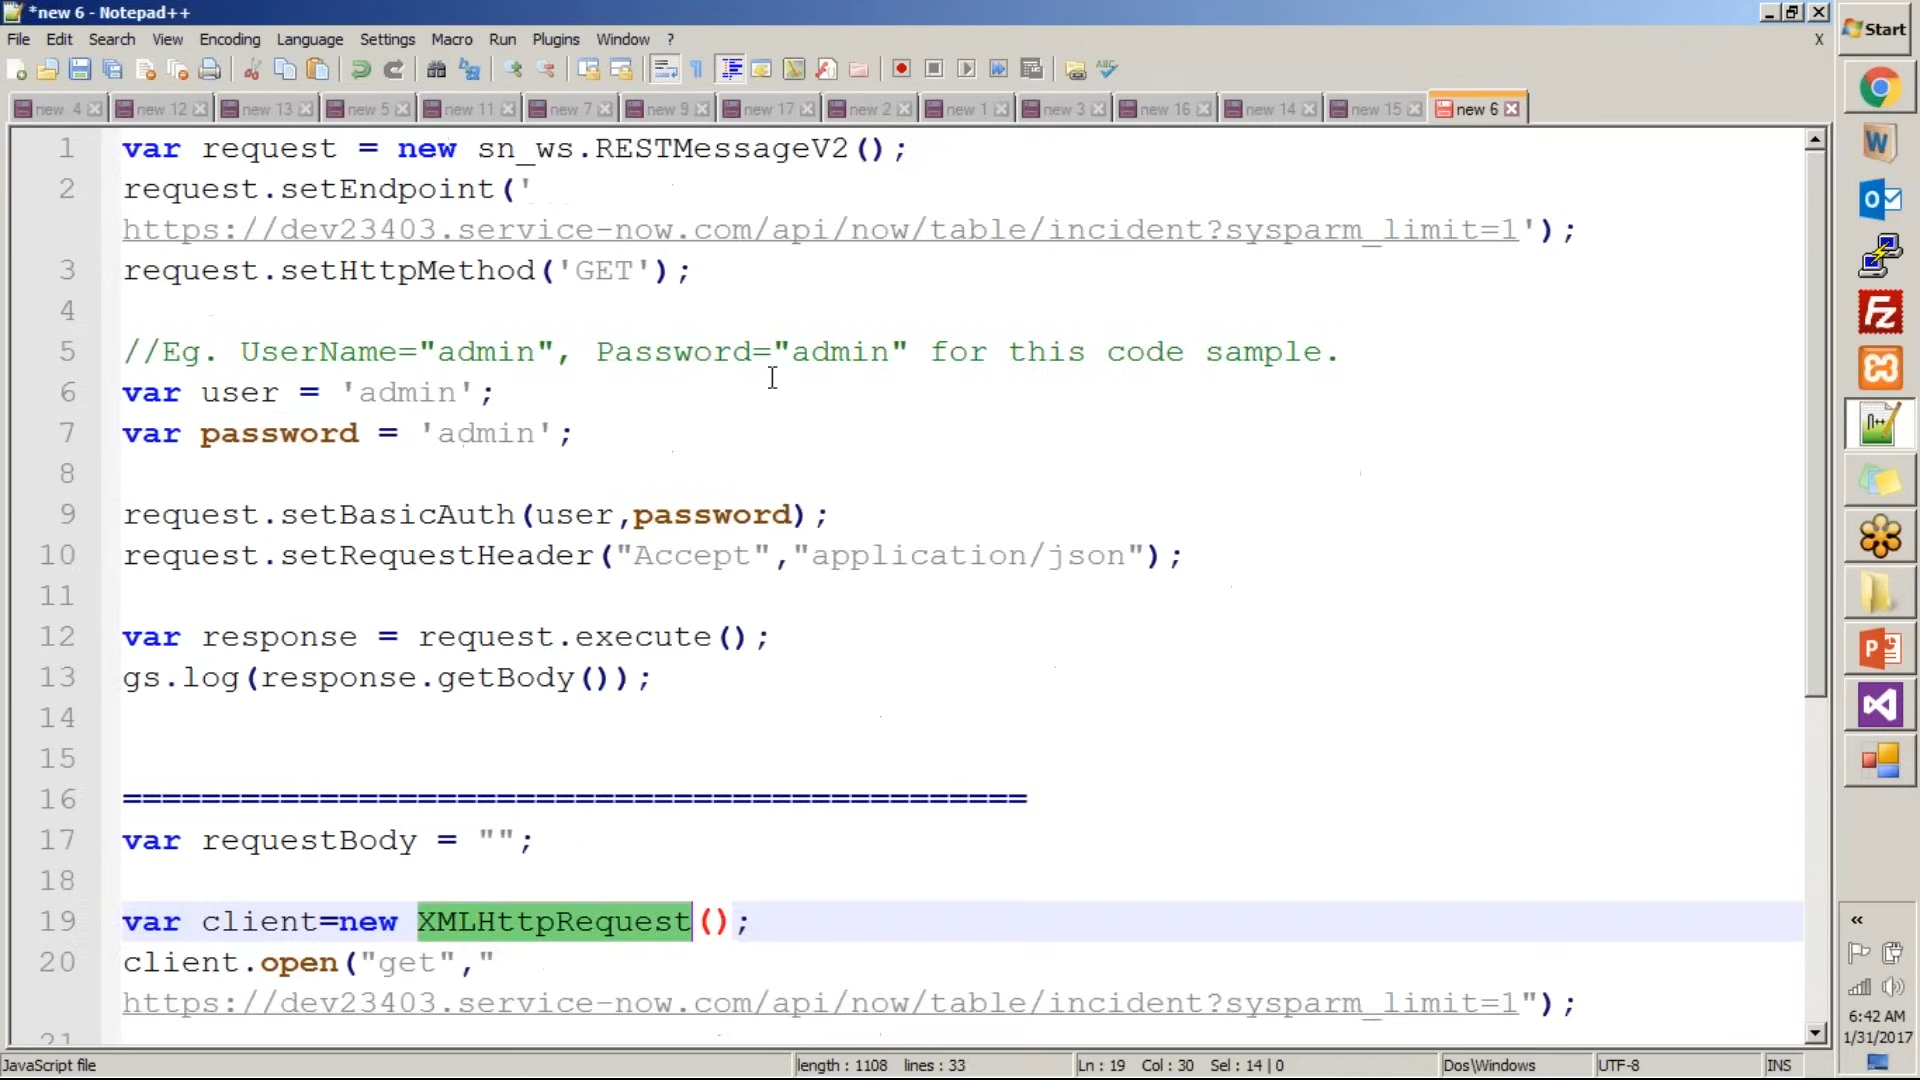 *new 6 - Notepad++
File Edit Search View Encoding Language Settings Macro Run Plugins Window ? X
new 4 new 12 new 13 new 5 new 11 new 7 new 9 new 17 new 2 new 1 new 3 new 16 new 14 new 15 new 6
1 var request = new sn_ws.RESTMessageV2();
2 request.setEndpoint('
https://dev23403.service-now.com/api/now/table/incident?sysparm_limit=1');
3 request.setHttpMethod('GET');
4
5 //Eg. UserName="admin", Password="admin" for this code sample.
6 var user = 'admin';
7 var password = 'admin';
8
9 request.setBasicAuth(user,password);
10 request.setRequestHeader("Accept","application/json");
11
12 var response = request.execute();
13 gs.log(response.getBody());
14
15
16 ==============================================
17 var requestBody = "";
18
19 var client=new XMLHttpRequest();
20 client.open("get","
https://dev23403.service-now.com/api/now/table/incident?sysparm_limit=1");
21
JavaScript file length : 1108 lines : 33 Ln : 19 Col : 30 Sel : 14 | 0 Dos\Windows UTF-8 INS
Start
6:42 AM
1/31/2017